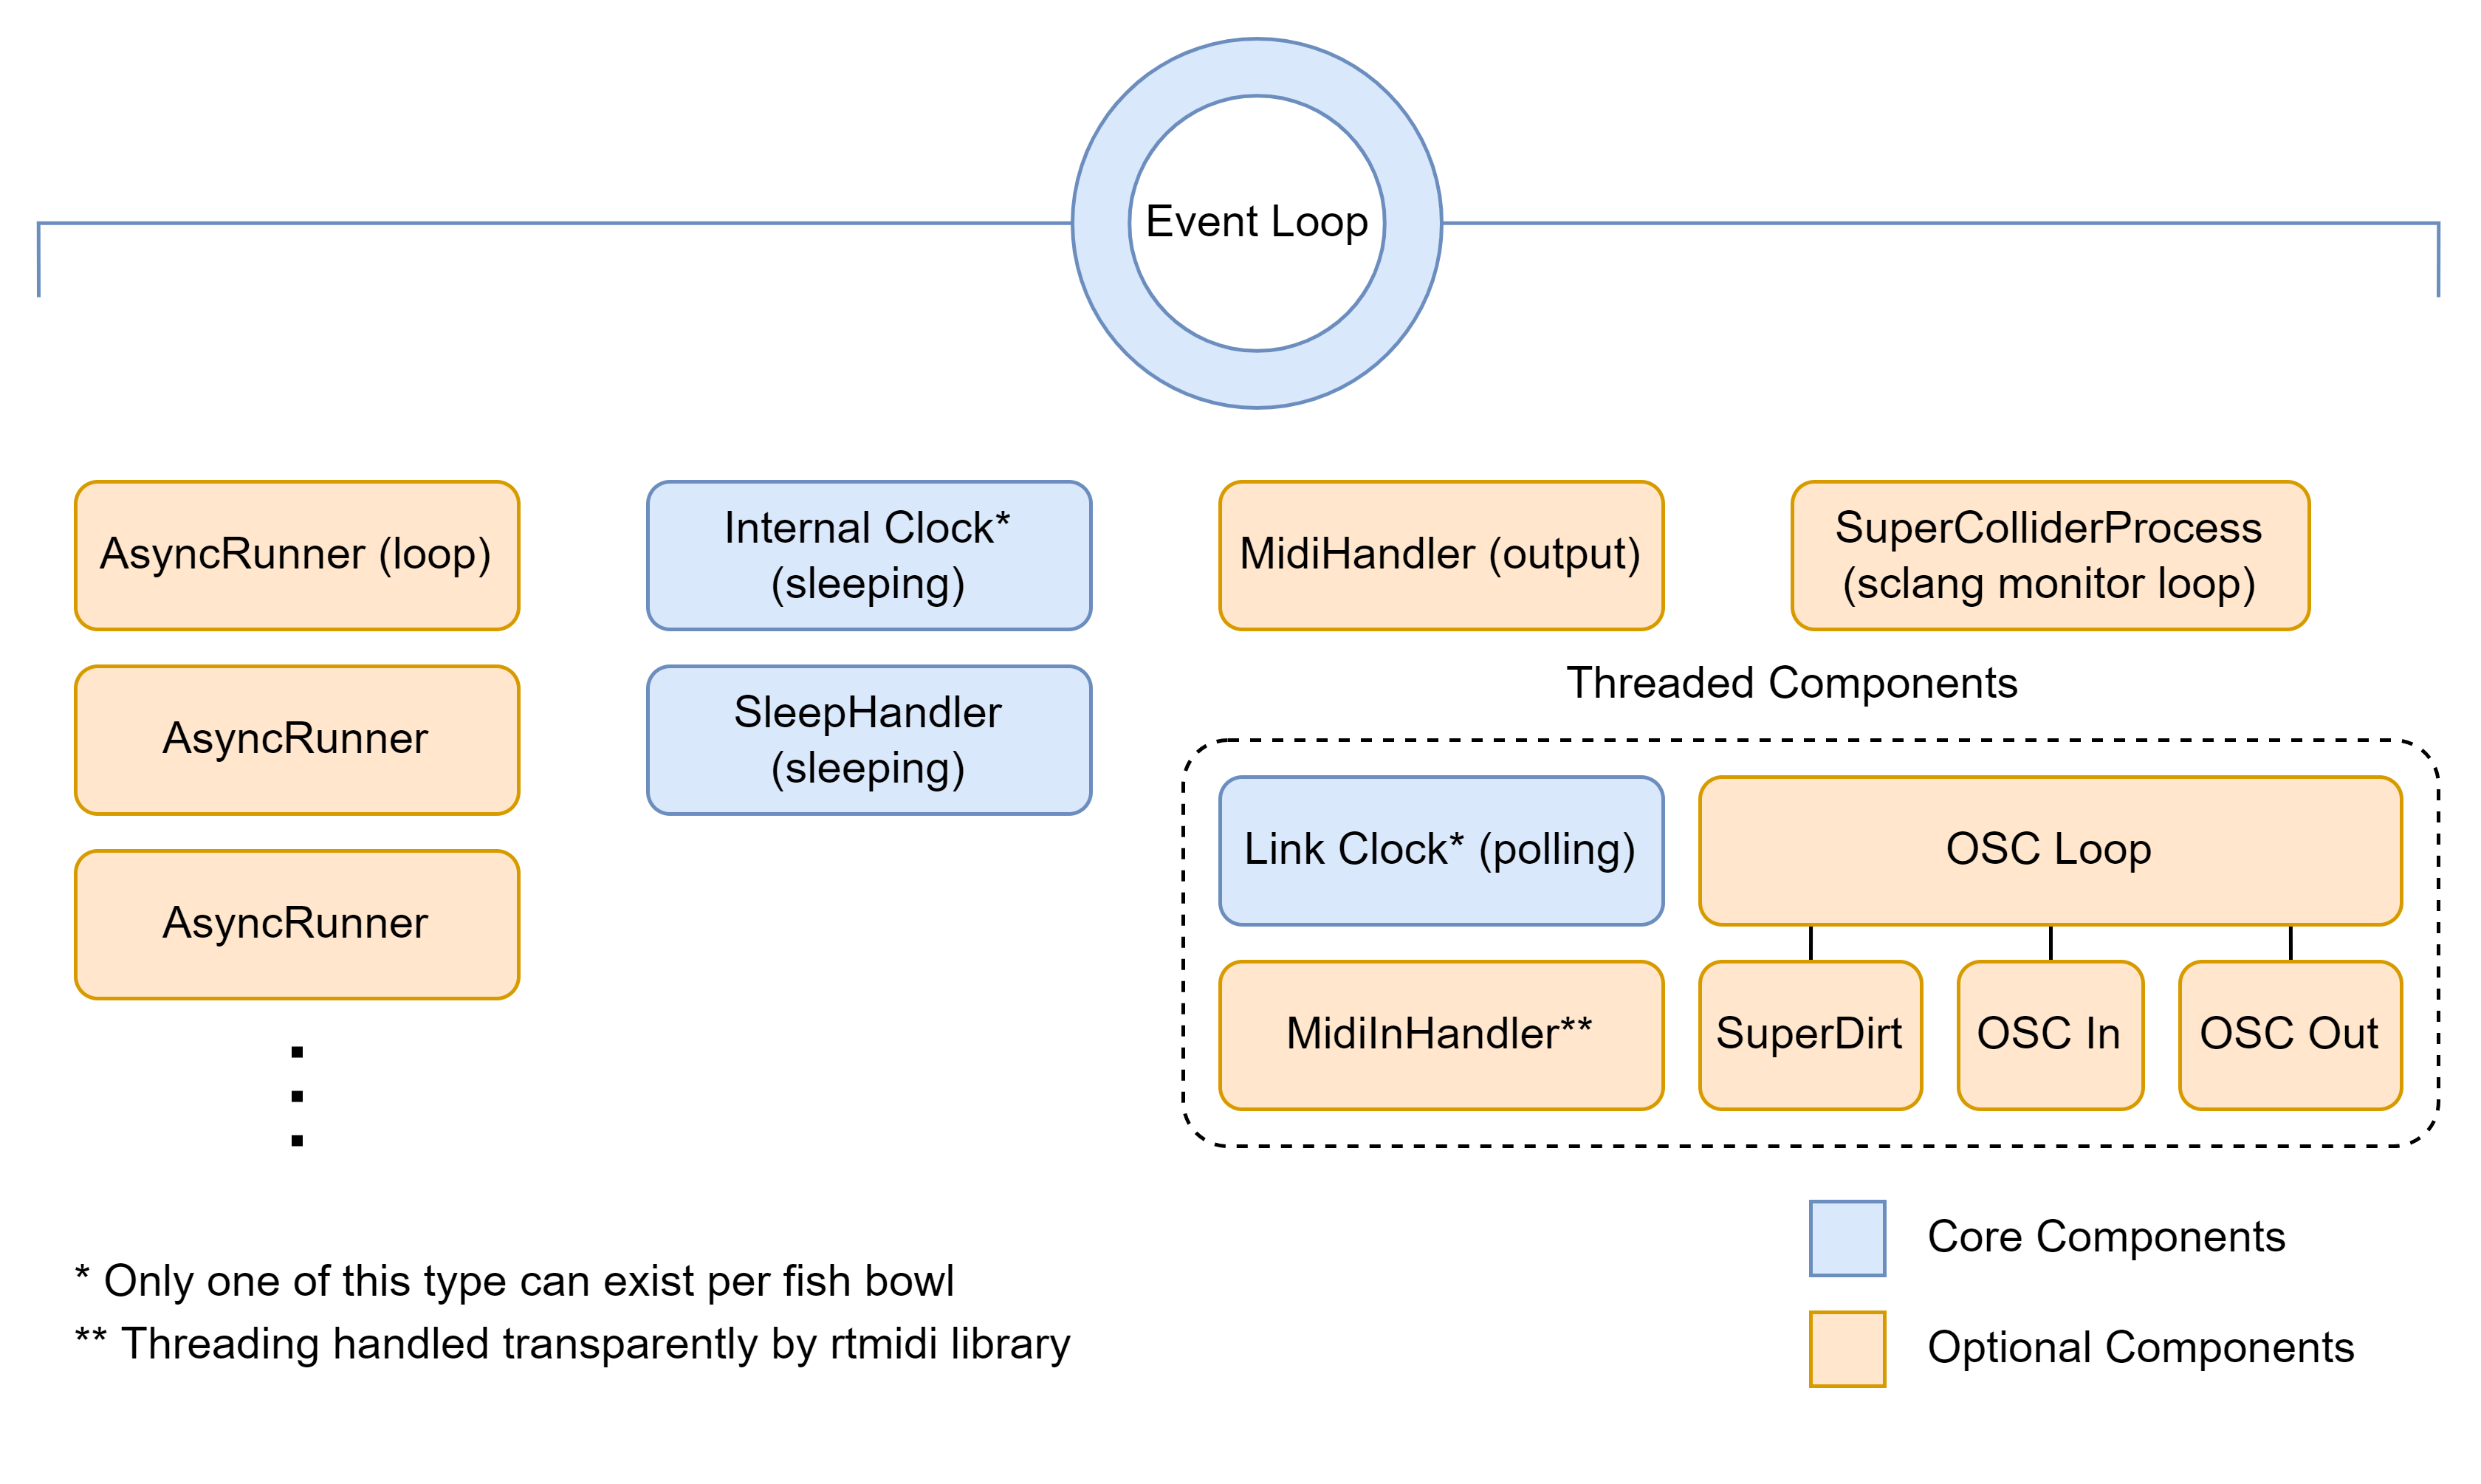 Event Loop
AsyncRunner (loop)
Internal Clock*
(sleeping)
MidiHandler (output)
SuperColliderProcess
(sclang monitor loop)
AsyncRunner
SleepHandler
(sleeping)
Threaded Components
AsyncRunner
Link Clock* (polling)
OSC Loop
MidiInHandler**
SuperDirt
OSC In
OSC Out
* Only one of this type can exist per fish bowl
** Threading handled transparently by rtmidi library
Core Components
Optional Components